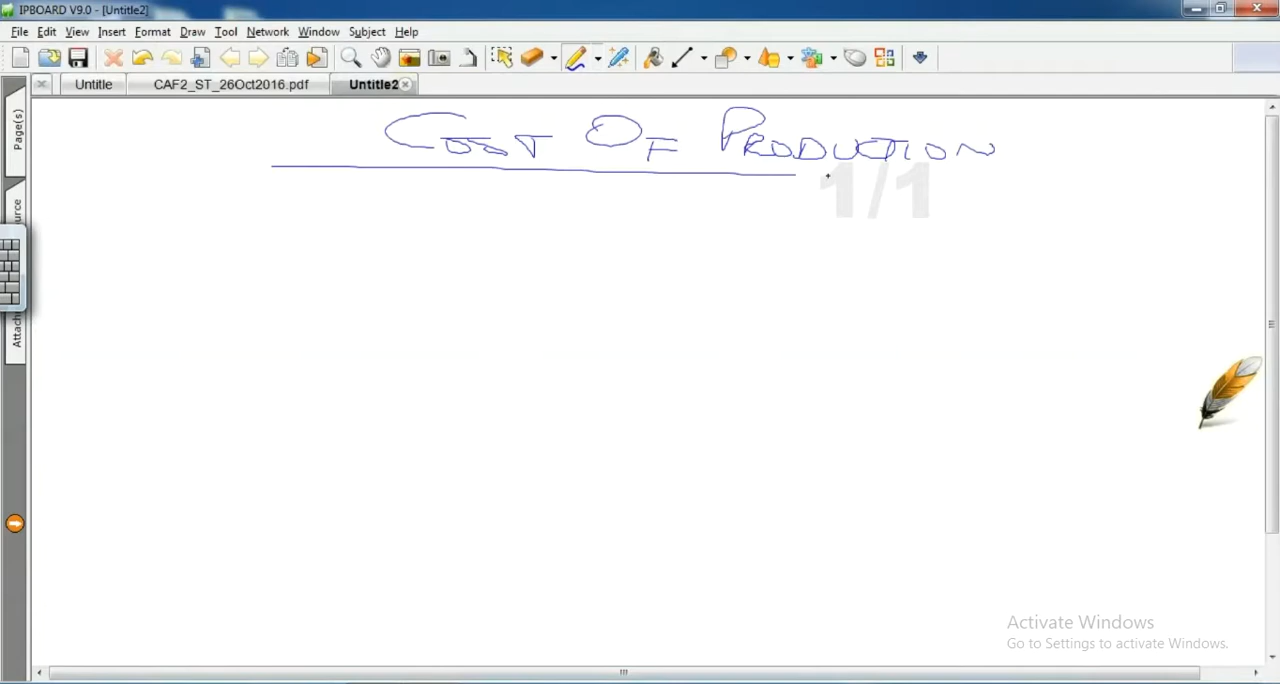 IPBOARD V9.0 - [Untitle2]
File Edit View Insert Format Draw Tool Network Window Subject Help
Untitle CAF2_ST_26Oct2016.pdf Untitle2
Page(s)
COST OF PRODUCTION
1/1
ource
Attach
Activate Windows
Go to Settings to activate Windows.